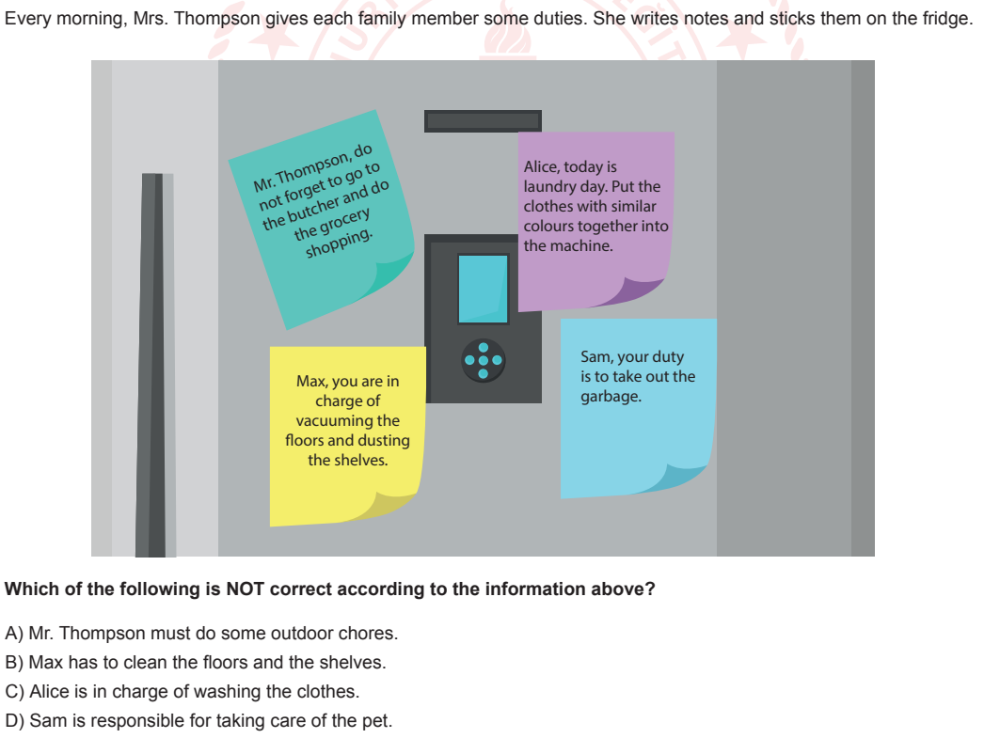 Every morning, Mrs. Thompson gives each family member some duties. She writes notes and sticks them on the fridge.
Mr. Thompson, do
not forget to go to
the butcher and do
the grocery
shopping.
Alice, today is
laundry day. Put the
clothes with similar
colours together into
the machine.
Max, you are in
charge of
vacuuming the
floors and dusting
the shelves.
Sam, your duty
is to take out the
garbage.
Which of the following is NOT correct according to the information above?
A) Mr. Thompson must do some outdoor chores.
B) Max has to clean the floors and the shelves.
C) Alice is in charge of washing the clothes.
D) Sam is responsible for taking care of the pet.